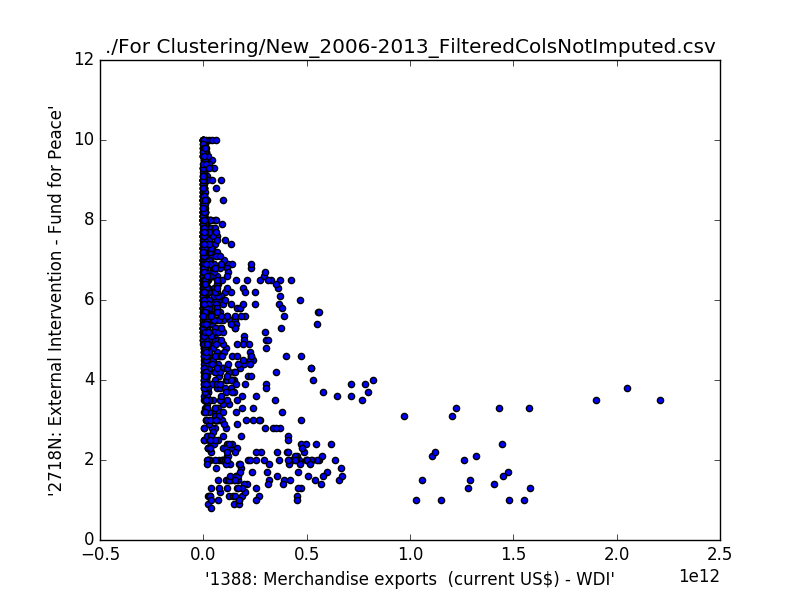 ./For Clustering/New_2006-2013_FilteredColsNotImputed.csv
12
10
8
6
4
2
0
'2718N: External Intervention - Fund for Peace'
−0.5 0.0 0.5 1.0 1.5 2.0 2.5
1e12
'1388: Merchandise exports  (current US$) - WDI'